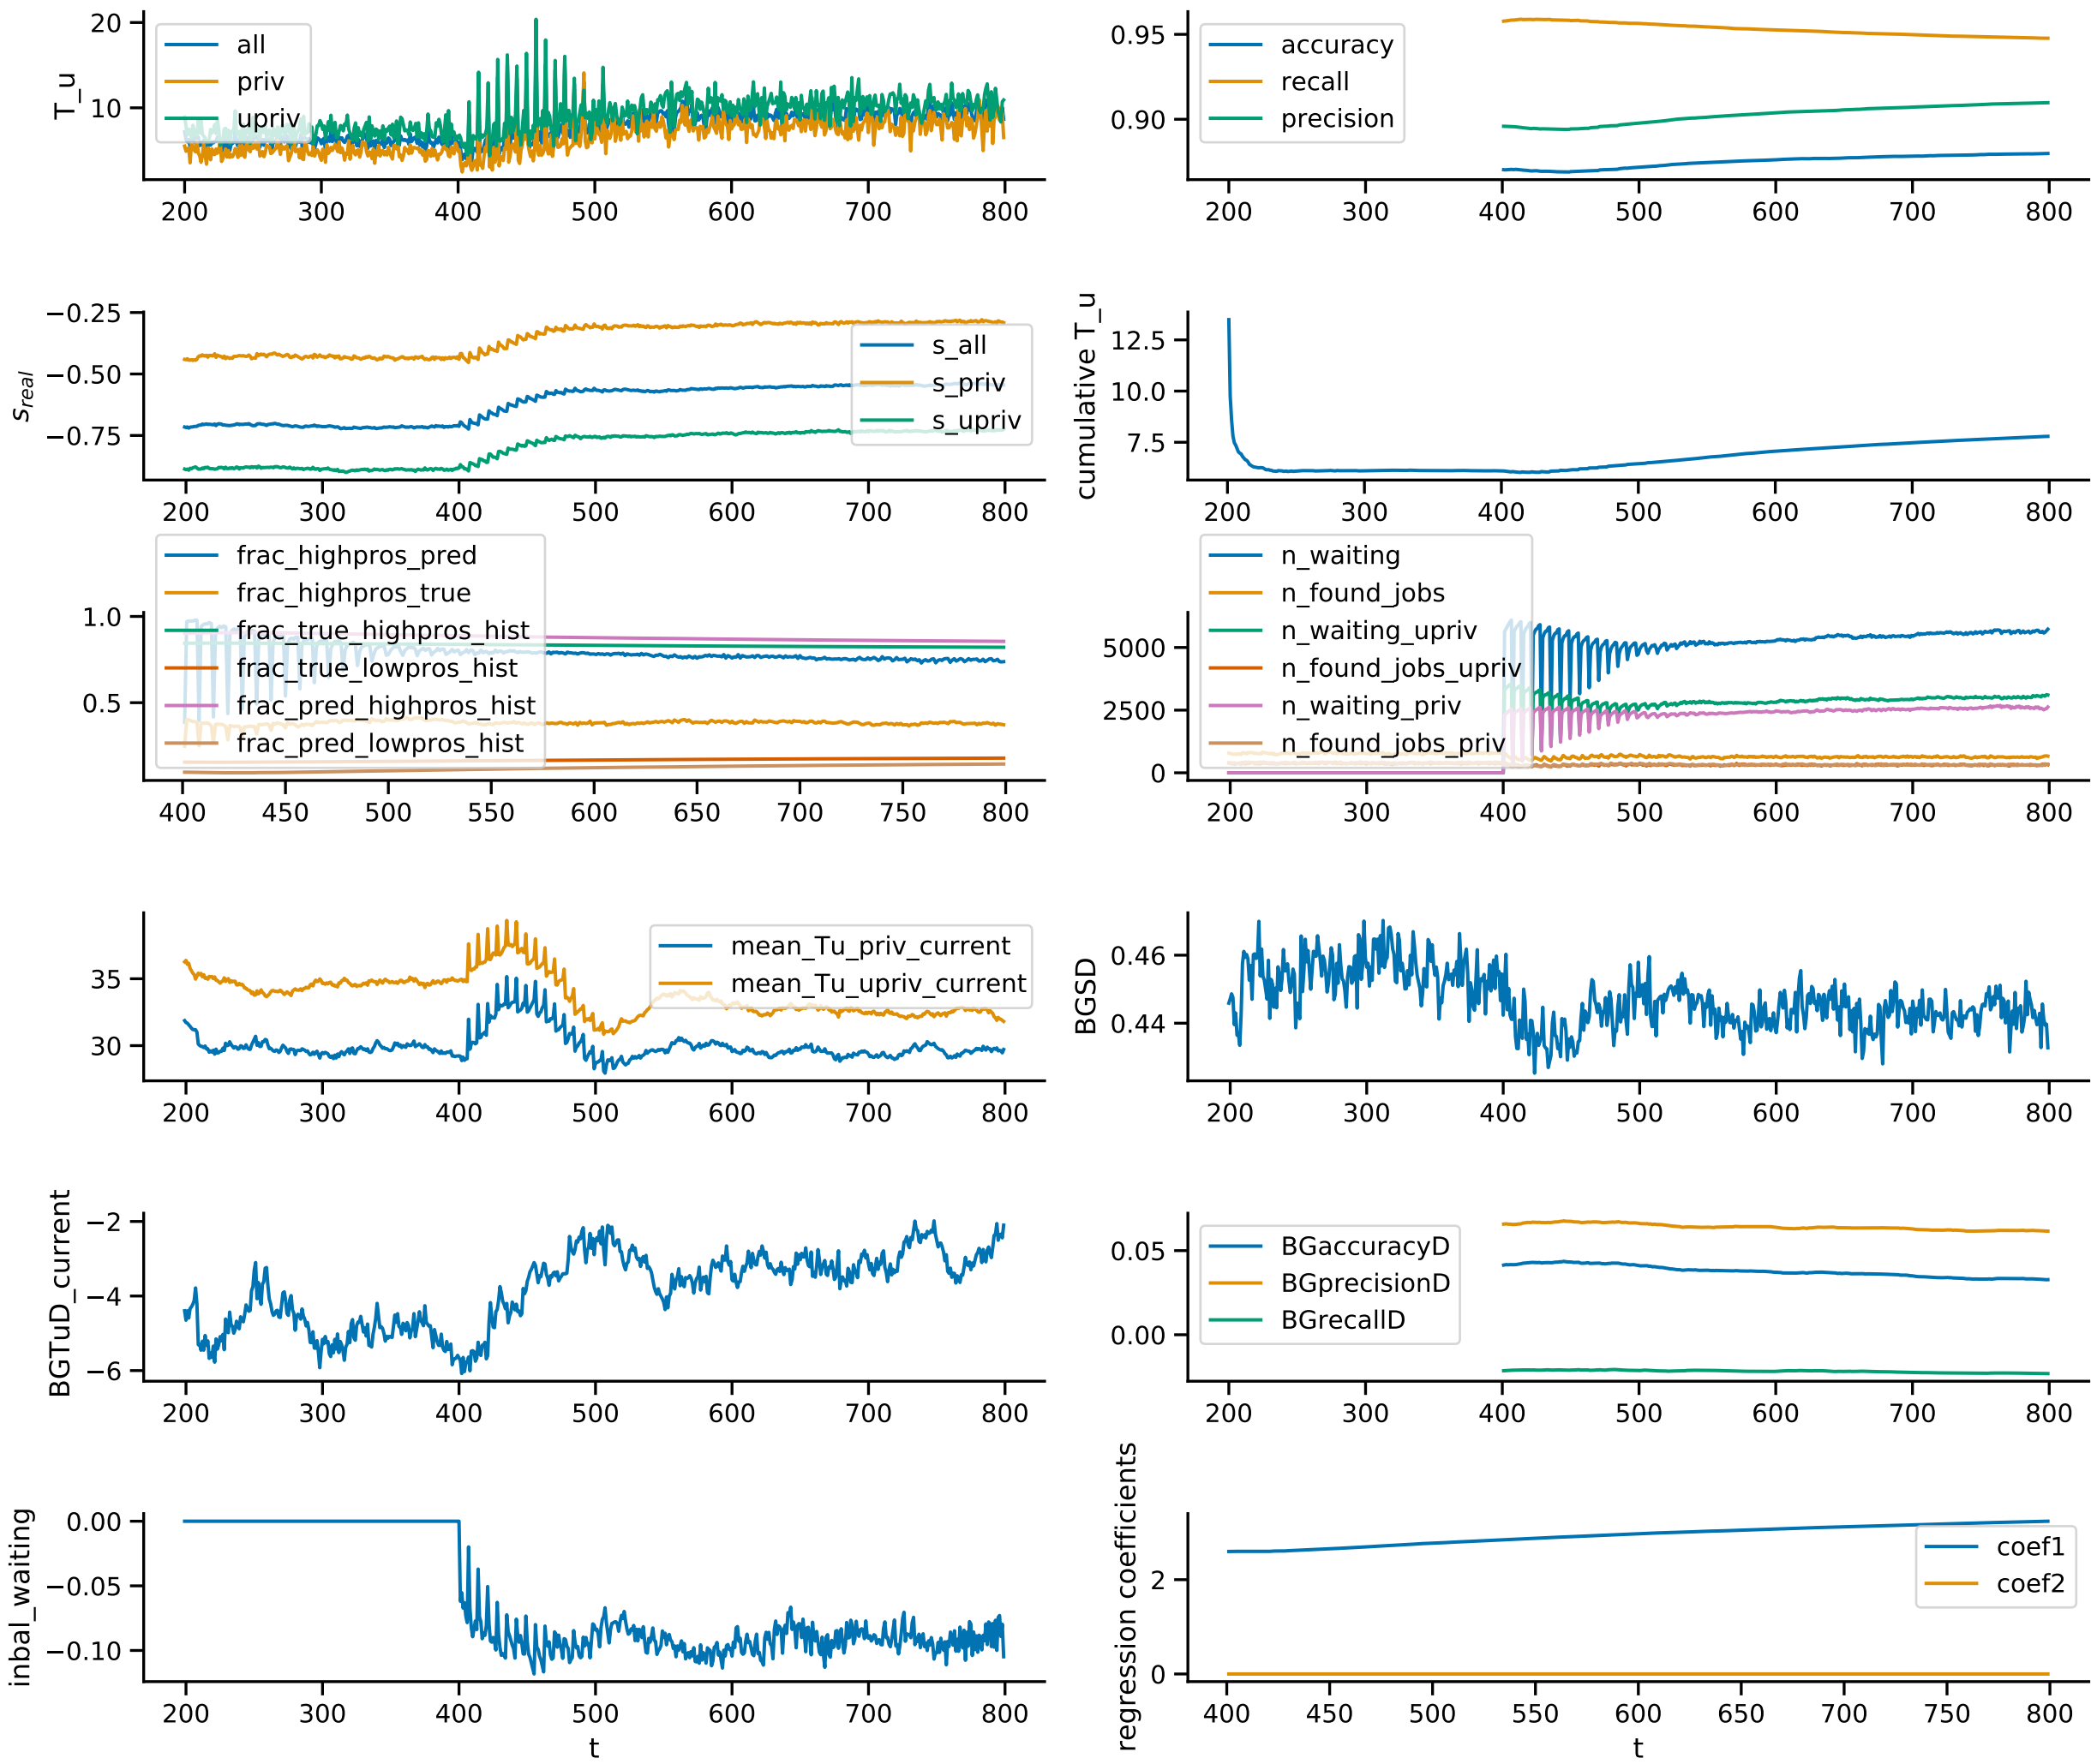 T_u
20
10
all
priv
upriv
200 300 400 500 600 700 800
0.95
0.90
accuracy
recall
precision
200 300 400 500 600 700 800
s_real
−0.25
−0.50
−0.75
s_all
s_priv
s_upriv
200 300 400 500 600 700 800
cumulative T_u
12.5
10.0
7.5
200 300 400 500 600 700 800
1.0
0.5
frac_highpros_pred
frac_highpros_true
frac_true_highpros_hist
frac_true_lowpros_hist
frac_pred_highpros_hist
frac_pred_lowpros_hist
400 450 500 550 600 650 700 750 800
5000
2500
0
n_waiting
n_found_jobs
n_waiting_upriv
n_found_jobs_upriv
n_waiting_priv
n_found_jobs_priv
200 300 400 500 600 700 800
35
30
mean_Tu_priv_current
mean_Tu_upriv_current
200 300 400 500 600 700 800
BGSD
0.46
0.44
200 300 400 500 600 700 800
BGTuD_current
−2
−4
−6
200 300 400 500 600 700 800
0.05
0.00
BGaccuracyD
BGprecisionD
BGrecallD
200 300 400 500 600 700 800
inbal_waiting
0.00
−0.05
−0.10
200 300 400 500 600 700 800
t
regression coefficients
2
0
coef1
coef2
400 450 500 550 600 650 700 750 800
t